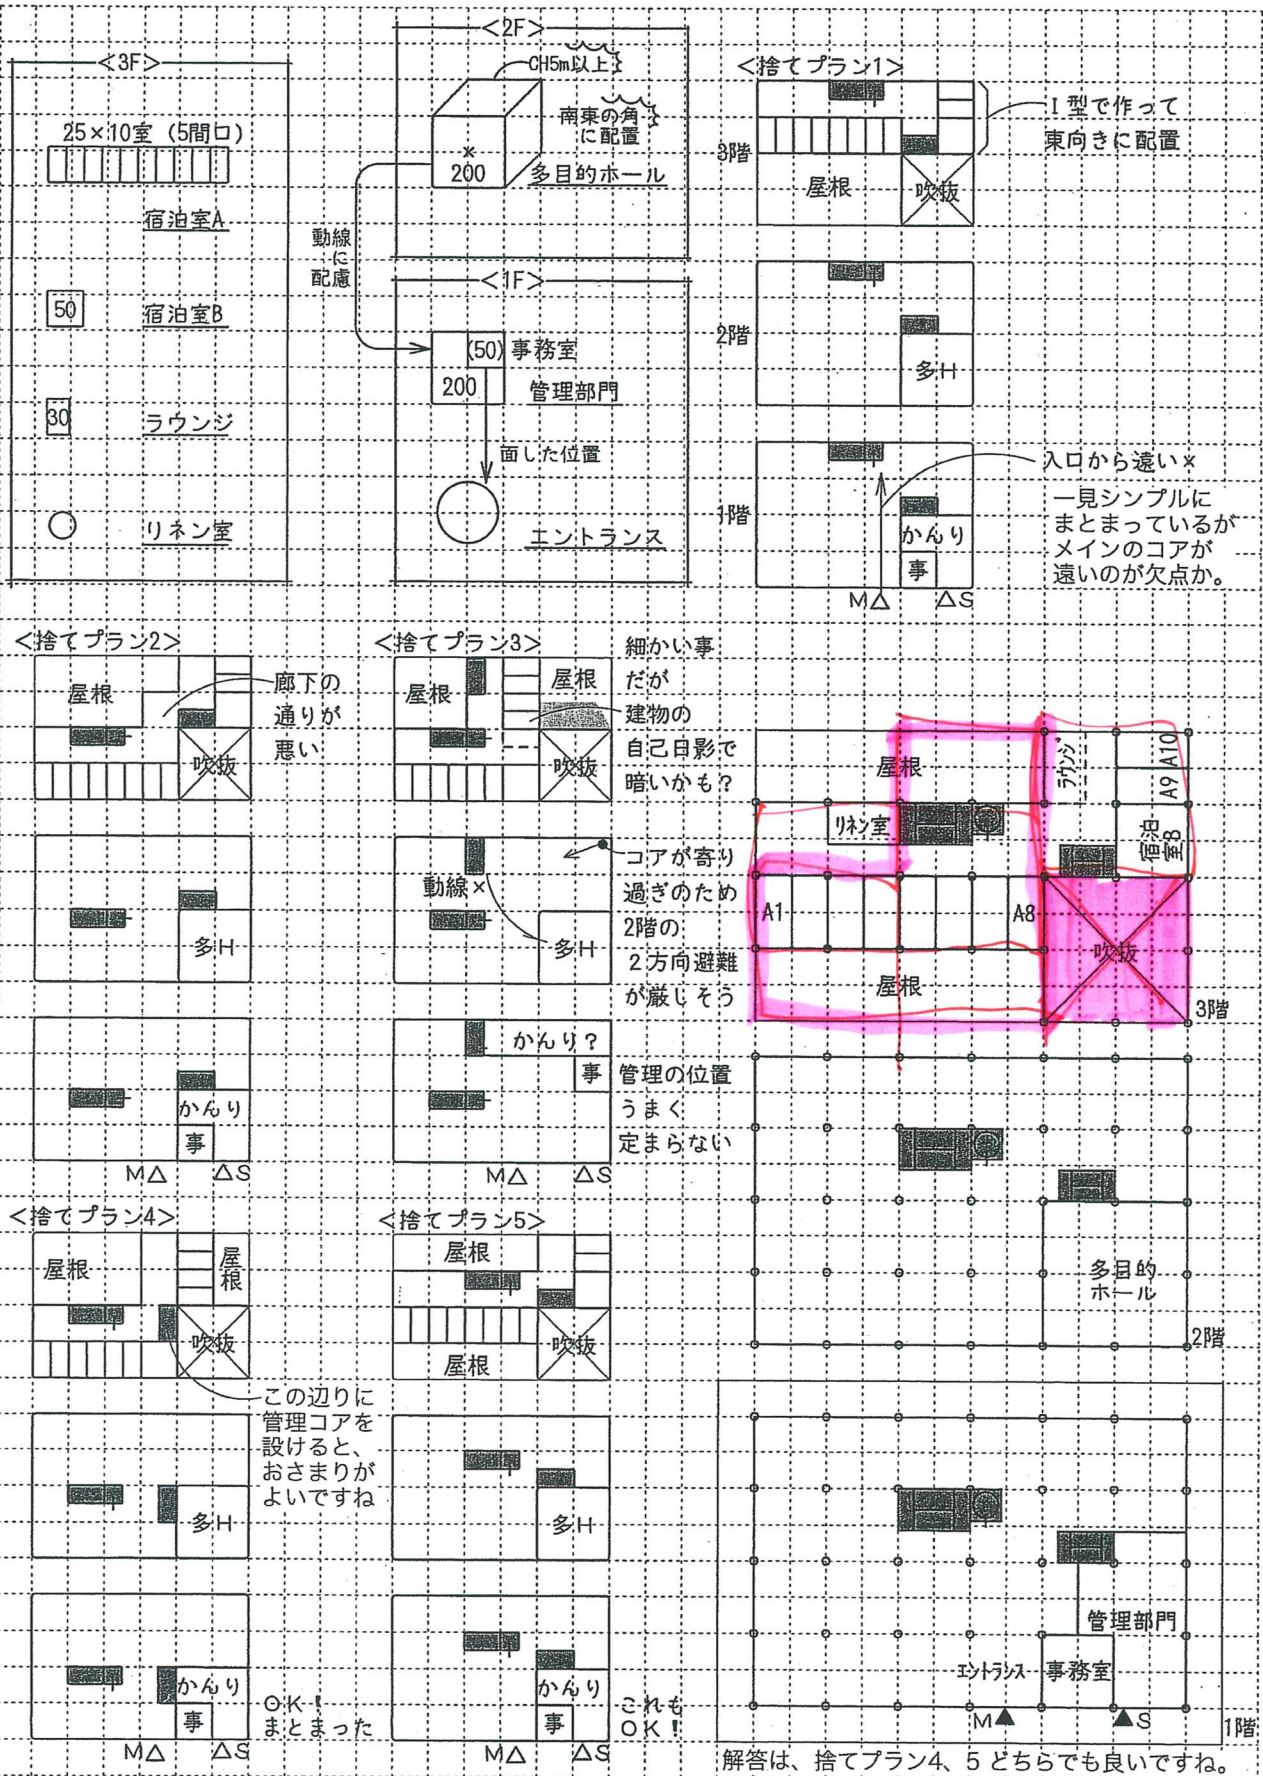 <3F>
25×10室 (5間口)
宿泊室A
50
宿泊室B
30
ラウンジ
リネン室
<2F>
CH5m以上
南東の角
に配置
×
200
多目的ホール
動線
に
配慮
<1F>
(50)
事務室
200
管理部門
面した位置
エントランス
<捨てプラン1>
I型で作って
東向きに配置
3階
屋根
吹抜
2階
多H
入口から遠い×
一見シンプルに
まとまっているが
メインのコアが
遠いのが欠点か。
1階
かんり
事
M△
△S
<捨てプラン2>
屋根
廊下の
通りが
悪い
吹抜
多H
かんり
事
M△
△S
<捨てプラン3>
屋根
屋根
吹抜
細かい事
だが
建物の
自己日影で
暗いかも?
動線×
多H
コアが寄り
過ぎのため
2階の
2方向避難
が厳しそう
かんり?
事
管理の位置
うまく
定まらない
M△
△S
<捨てプラン4>
屋根
屋根
吹抜
この辺りに
管理コアを
設けると、
おさまりが
よいですね
多H
かんり
事
OK!
まとまった
M△
△S
<捨てプラン5>
屋根
吹抜
屋根
多H
かんり
事
これも
OK!
M△
△S
屋根
ラウンジ
A9
A10
リネン室
宿泊
室B
A1
A8
吹抜
屋根
3階
多目的
ホール
2階
管理部門
エントランス
事務室
M▲
▲S
1階
解答は、捨てプラン4、5 どちらでも良いですね。